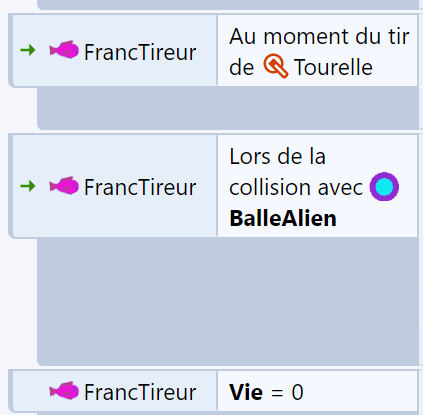 FrancTireur
Au moment du tir
de Tourelle
FrancTireur
Lors de la
collision avec
BalleAlien
FrancTireur
Vie = 0